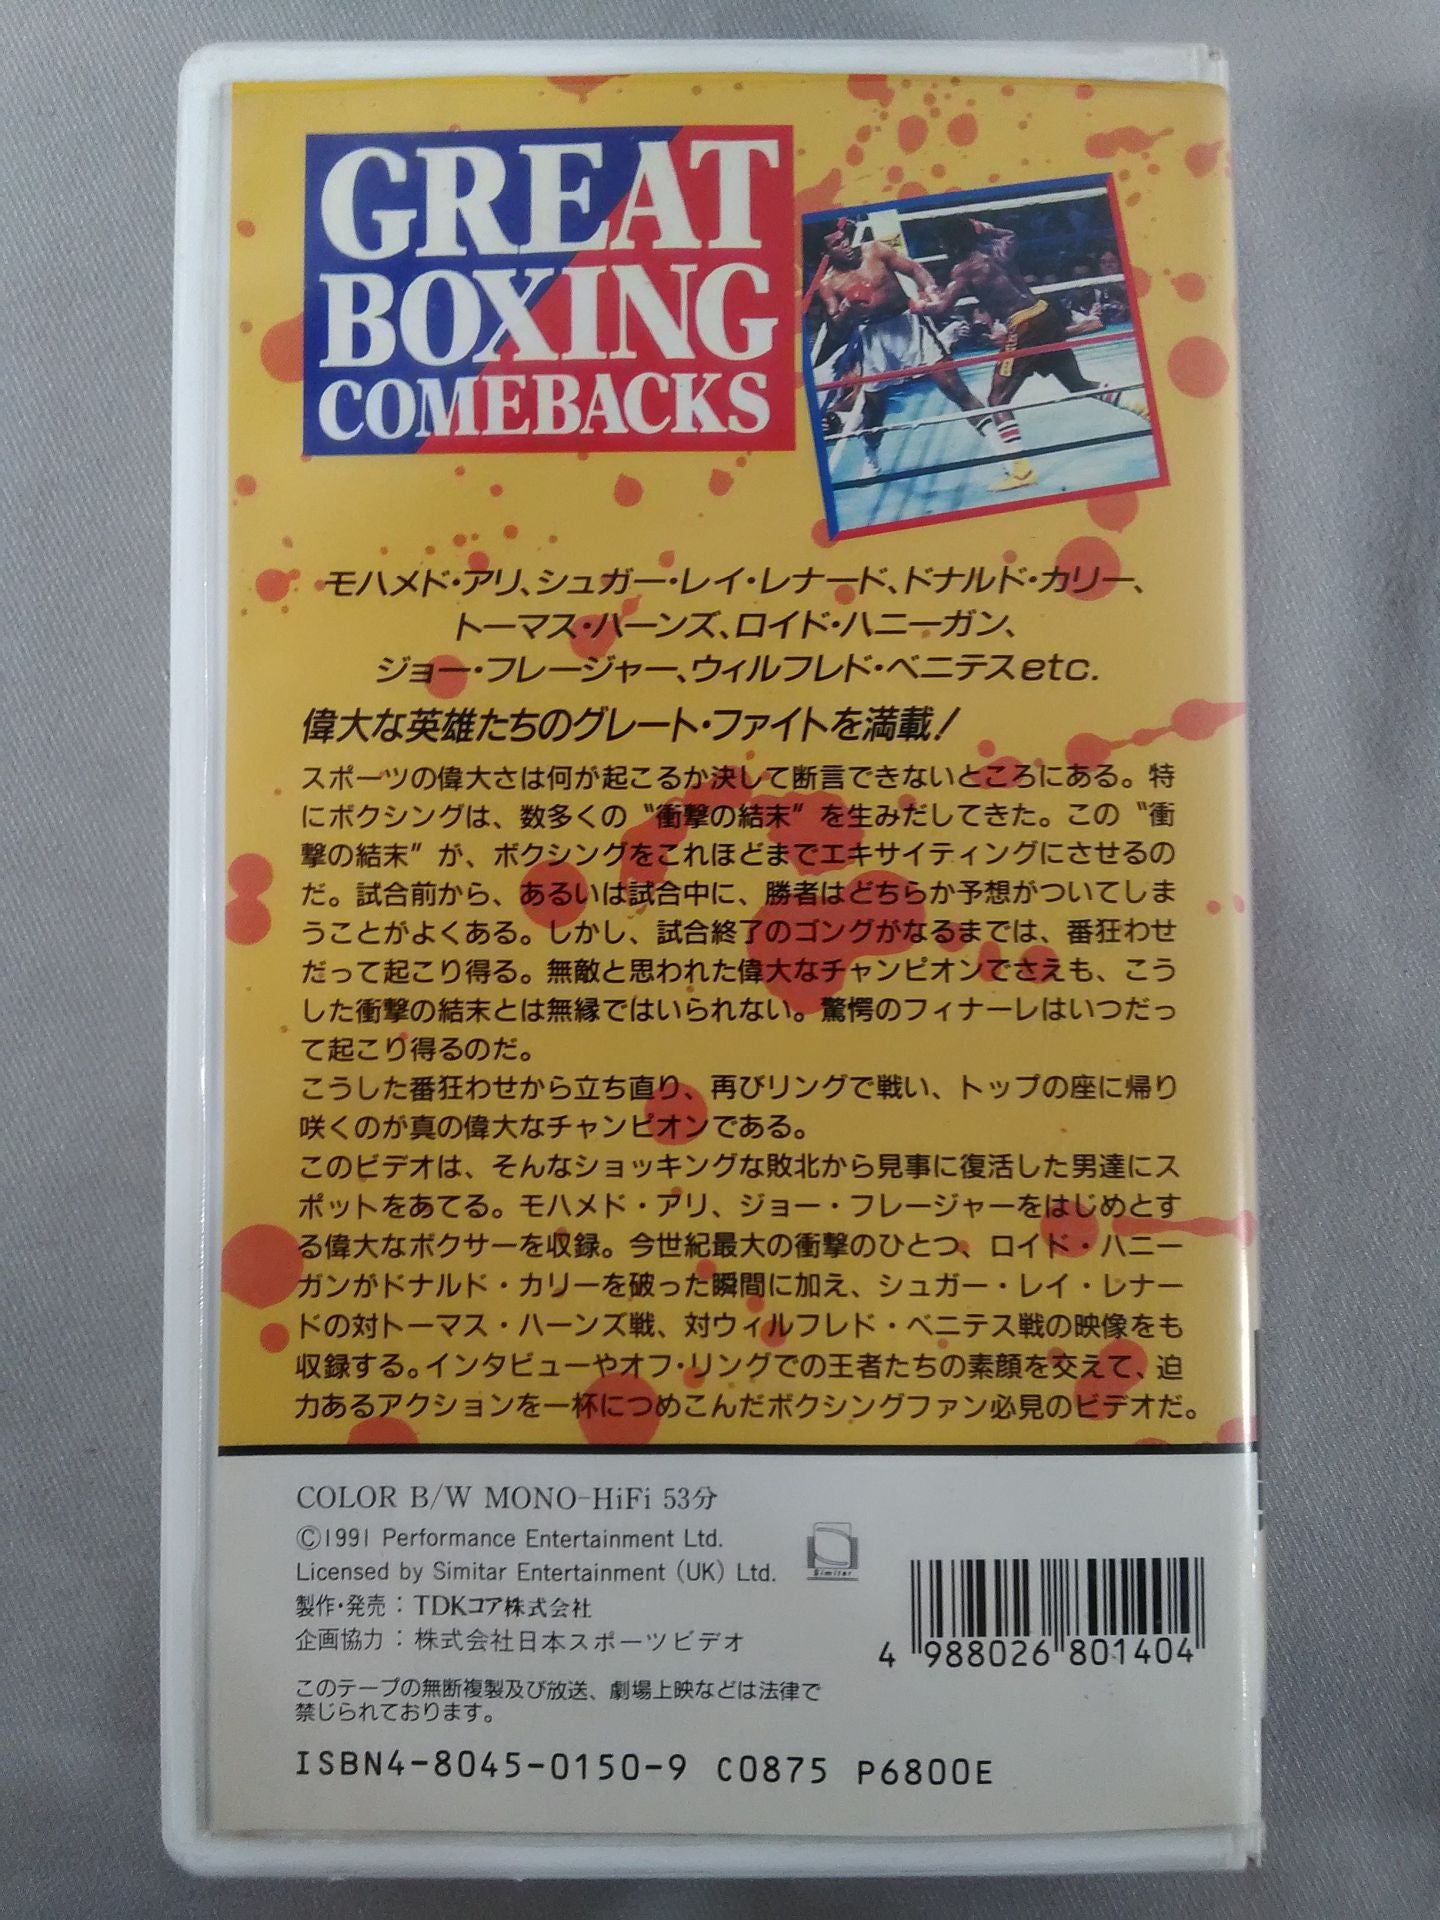 GREAT
BOXING
COMEBACKS
モハメド・アリ、シュガー・レイ・レナード、ドナルド・カリー、
トーマス・ハーンズ、ロイド・ハニーガン、
ジョー・フレージャー、ウィルフレド・ベニテスetc.
偉大な英雄たちのグレート・ファイトを満載!
スポーツの偉大さは何が起こるか決して断言できないところにある。特
にボクシングは、数多くの〝衝撃の結末〟を生みだしてきた。この〝衝
撃の結末〟が、ボクシングをこれほどまでエキサイティングにさせるの
だ。試合前から、あるいは試合中に、勝者はどちらか予想がついてしま
うことがよくある。しかし、試合終了のゴングがなるまでは、番狂わせ
だって起こり得る。無敵と思われた偉大なチャンピオンでさえも、こう
した衝撃の結末とは無縁ではいられない。驚愕のフィナーレはいつだっ
て起こり得るのだ。
こうした番狂わせから立ち直り、再びリングで戦い、トップの座に帰り
咲くのが真の偉大なチャンピオンである。
このビデオは、そんなショッキングな敗北から見事に復活した男達にス
ポットをあてる。モハメド・アリ、ジョー・フレージャーをはじめとす
る偉大なボクサーを収録。今世紀最大の衝撃のひとつ、ロイド・ハニー
ガンがドナルド・カリーを破った瞬間に加え、シュガー・レイ・レナー
ドの対トーマス・ハーンズ戦、対ウィルフレド・ベニテス戦の映像をも
収録する。インタビューやオフ・リングでの王者たちの素顔を交えて、迫
力あるアクションを一杯につめこんだボクシングファン必見のビデオだ。
COLOR B/W MONO-HiFi 53分
©1991 Performance Entertainment Ltd.
Licensed by Simitar Entertainment (UK) Ltd.
Simitar
製作・発売：TDKコア株式会社
企画協力：株式会社日本スポーツビデオ
4 988026 801404
このテープの無断複製及び放送、劇場上映などは法律で
禁じられております。
ISBN4-8045-0150-9 C0875 P6800E